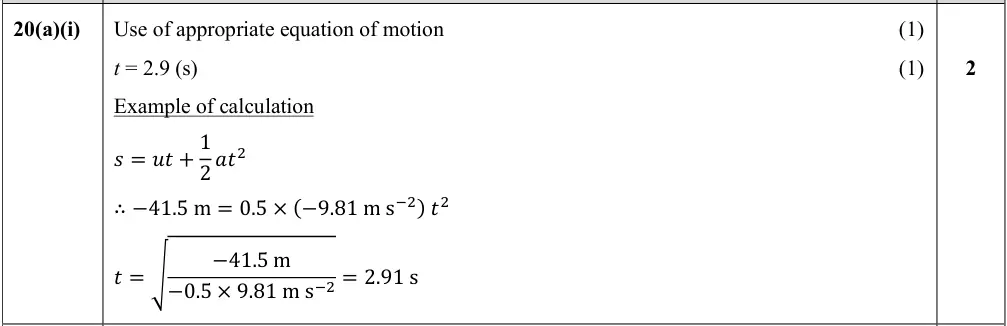 20(a)(i) Use of appropriate equation of motion (1)
t = 2.9 (s) (1) 2
Example of calculation
s = ut + 1/2 at²
∴ −41.5 m = 0.5 × (−9.81 m s⁻²) t²
t = √(−41.5 m / −0.5 × 9.81 m s⁻²) = 2.91 s